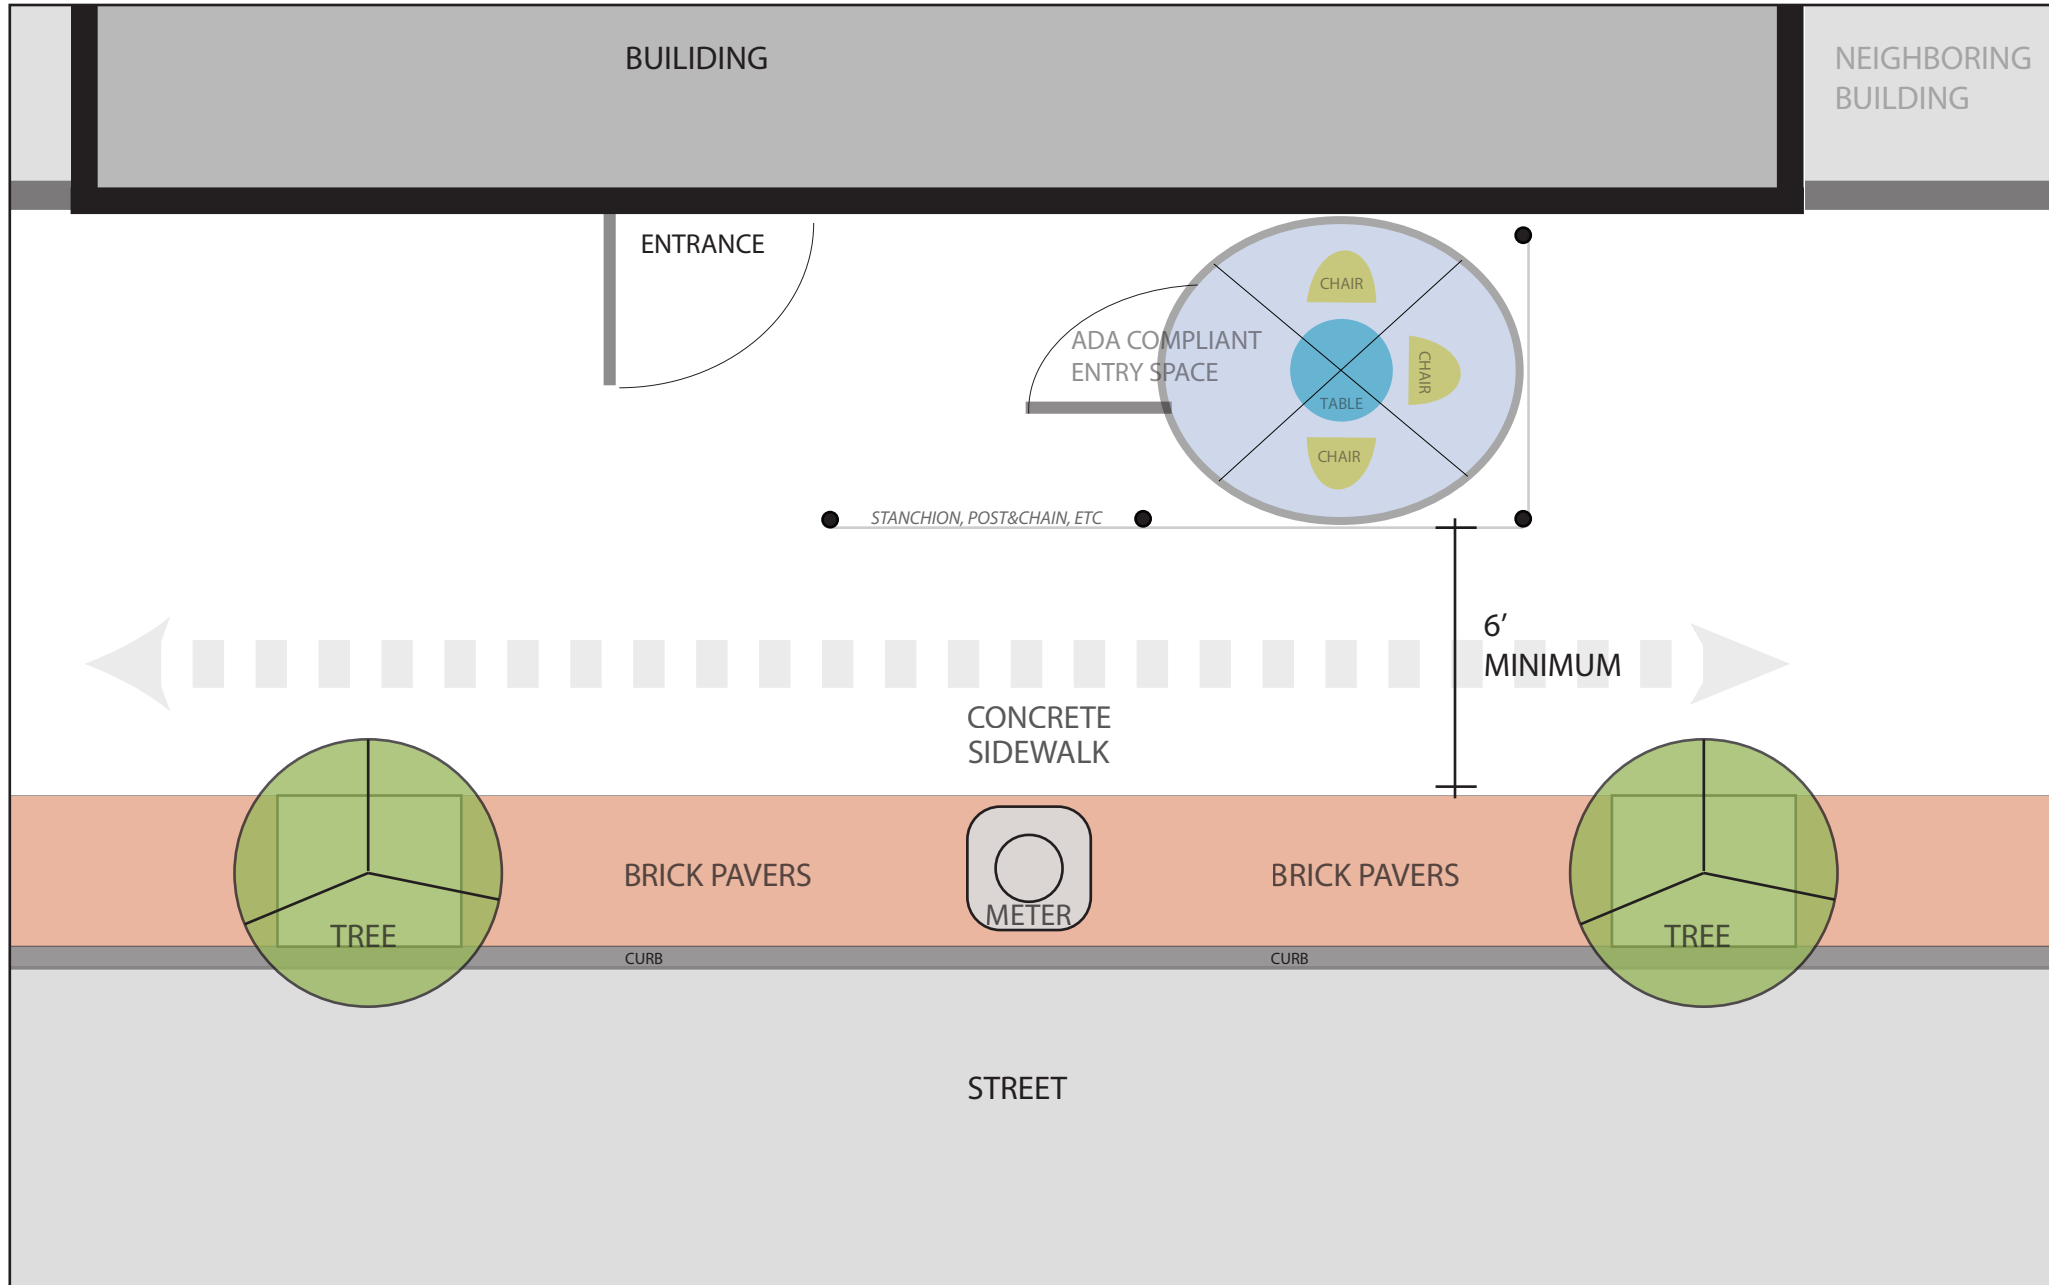 BUILIDING
NEIGHBORING
BUILDING
ENTRANCE
CHAIR
ADA COMPLIANT
ENTRY SPACE
CHAIR
TABLE
CHAIR
STANCHION, POST&CHAIN, ETC
6’
MINIMUM
CONCRETE
SIDEWALK
BRICK PAVERS
METER
BRICK PAVERS
TREE
TREE
CURB
CURB
STREET